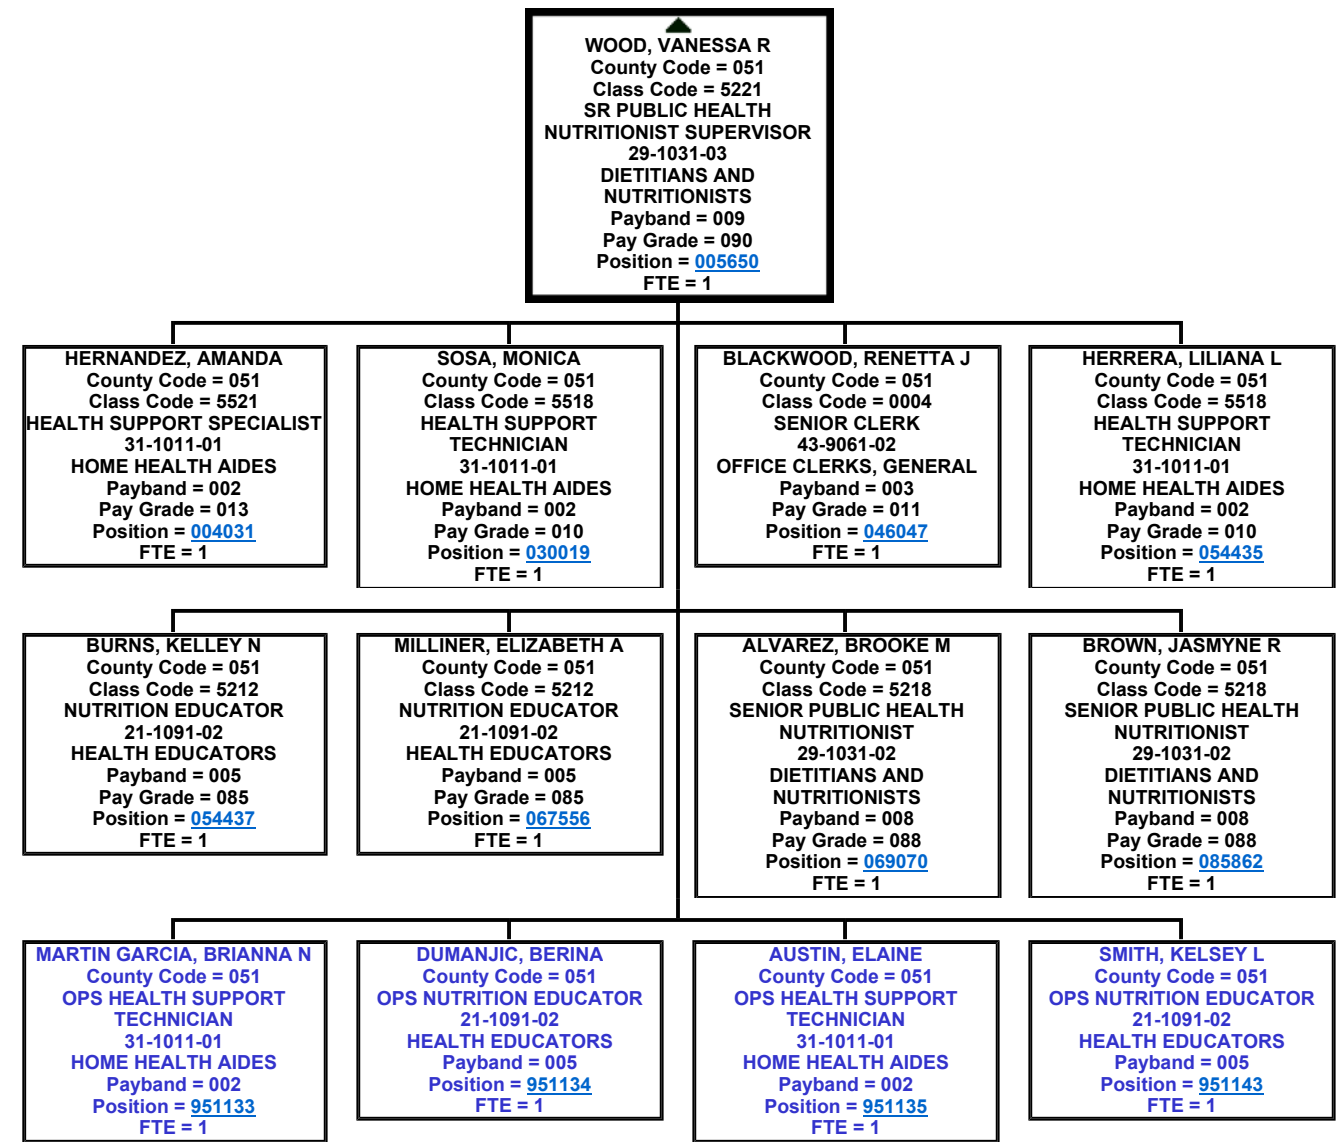 WOOD, VANESSA R
County Code = 051
Class Code = 5221
SR PUBLIC HEALTH
NUTRITIONIST SUPERVISOR
29-1031-03
DIETITIANS AND
NUTRITIONISTS
Payband = 009
Pay Grade = 090
Position = 005650
FTE = 1
HERNANDEZ, AMANDA
County Code = 051
Class Code = 5521
HEALTH SUPPORT SPECIALIST
31-1011-01
HOME HEALTH AIDES
Payband = 002
Pay Grade = 013
Position = 004031
FTE = 1
SOSA, MONICA
County Code = 051
Class Code = 5518
HEALTH SUPPORT
TECHNICIAN
31-1011-01
HOME HEALTH AIDES
Payband = 002
Pay Grade = 010
Position = 030019
FTE = 1
BLACKWOOD, RENETTA J
County Code = 051
Class Code = 0004
SENIOR CLERK
43-9061-02
OFFICE CLERKS, GENERAL
Payband = 003
Pay Grade = 011
Position = 046047
FTE = 1
HERRERA, LILIANA L
County Code = 051
Class Code = 5518
HEALTH SUPPORT
TECHNICIAN
31-1011-01
HOME HEALTH AIDES
Payband = 002
Pay Grade = 010
Position = 054435
FTE = 1
BURNS, KELLEY N
County Code = 051
Class Code = 5212
NUTRITION EDUCATOR
21-1091-02
HEALTH EDUCATORS
Payband = 005
Pay Grade = 085
Position = 054437
FTE = 1
MILLINER, ELIZABETH A
County Code = 051
Class Code = 5212
NUTRITION EDUCATOR
21-1091-02
HEALTH EDUCATORS
Payband = 005
Pay Grade = 085
Position = 067556
FTE = 1
ALVAREZ, BROOKE M
County Code = 051
Class Code = 5218
SENIOR PUBLIC HEALTH
NUTRITIONIST
29-1031-02
DIETITIANS AND
NUTRITIONISTS
Payband = 008
Pay Grade = 088
Position = 069070
FTE = 1
BROWN, JASMYNE R
County Code = 051
Class Code = 5218
SENIOR PUBLIC HEALTH
NUTRITIONIST
29-1031-02
DIETITIANS AND
NUTRITIONISTS
Payband = 008
Pay Grade = 088
Position = 085862
FTE = 1
MARTIN GARCIA, BRIANNA N
County Code = 051
OPS HEALTH SUPPORT
TECHNICIAN
31-1011-01
HOME HEALTH AIDES
Payband = 002
Position = 951133
FTE = 1
DUMANJIC, BERINA
County Code = 051
OPS NUTRITION EDUCATOR
21-1091-02
HEALTH EDUCATORS
Payband = 005
Position = 951134
FTE = 1
AUSTIN, ELAINE
County Code = 051
OPS HEALTH SUPPORT
TECHNICIAN
31-1011-01
HOME HEALTH AIDES
Payband = 002
Position = 951135
FTE = 1
SMITH, KELSEY L
County Code = 051
OPS NUTRITION EDUCATOR
21-1091-02
HEALTH EDUCATORS
Payband = 005
Position = 951143
FTE = 1